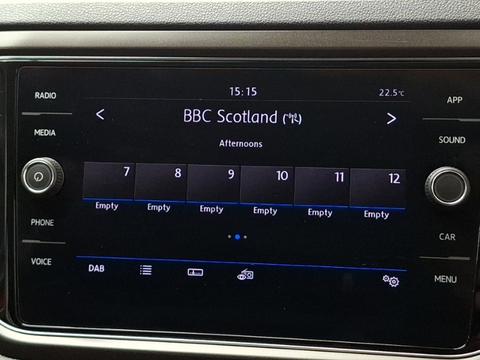 RADIO
MEDIA
PHONE
VOICE
15:15
22.5°C
< BBC Scotland >
Afternoons
7 8 9 10 11 12
Empty Empty Empty Empty Empty Empty
DAB
APP
SOUND
CAR
MENU